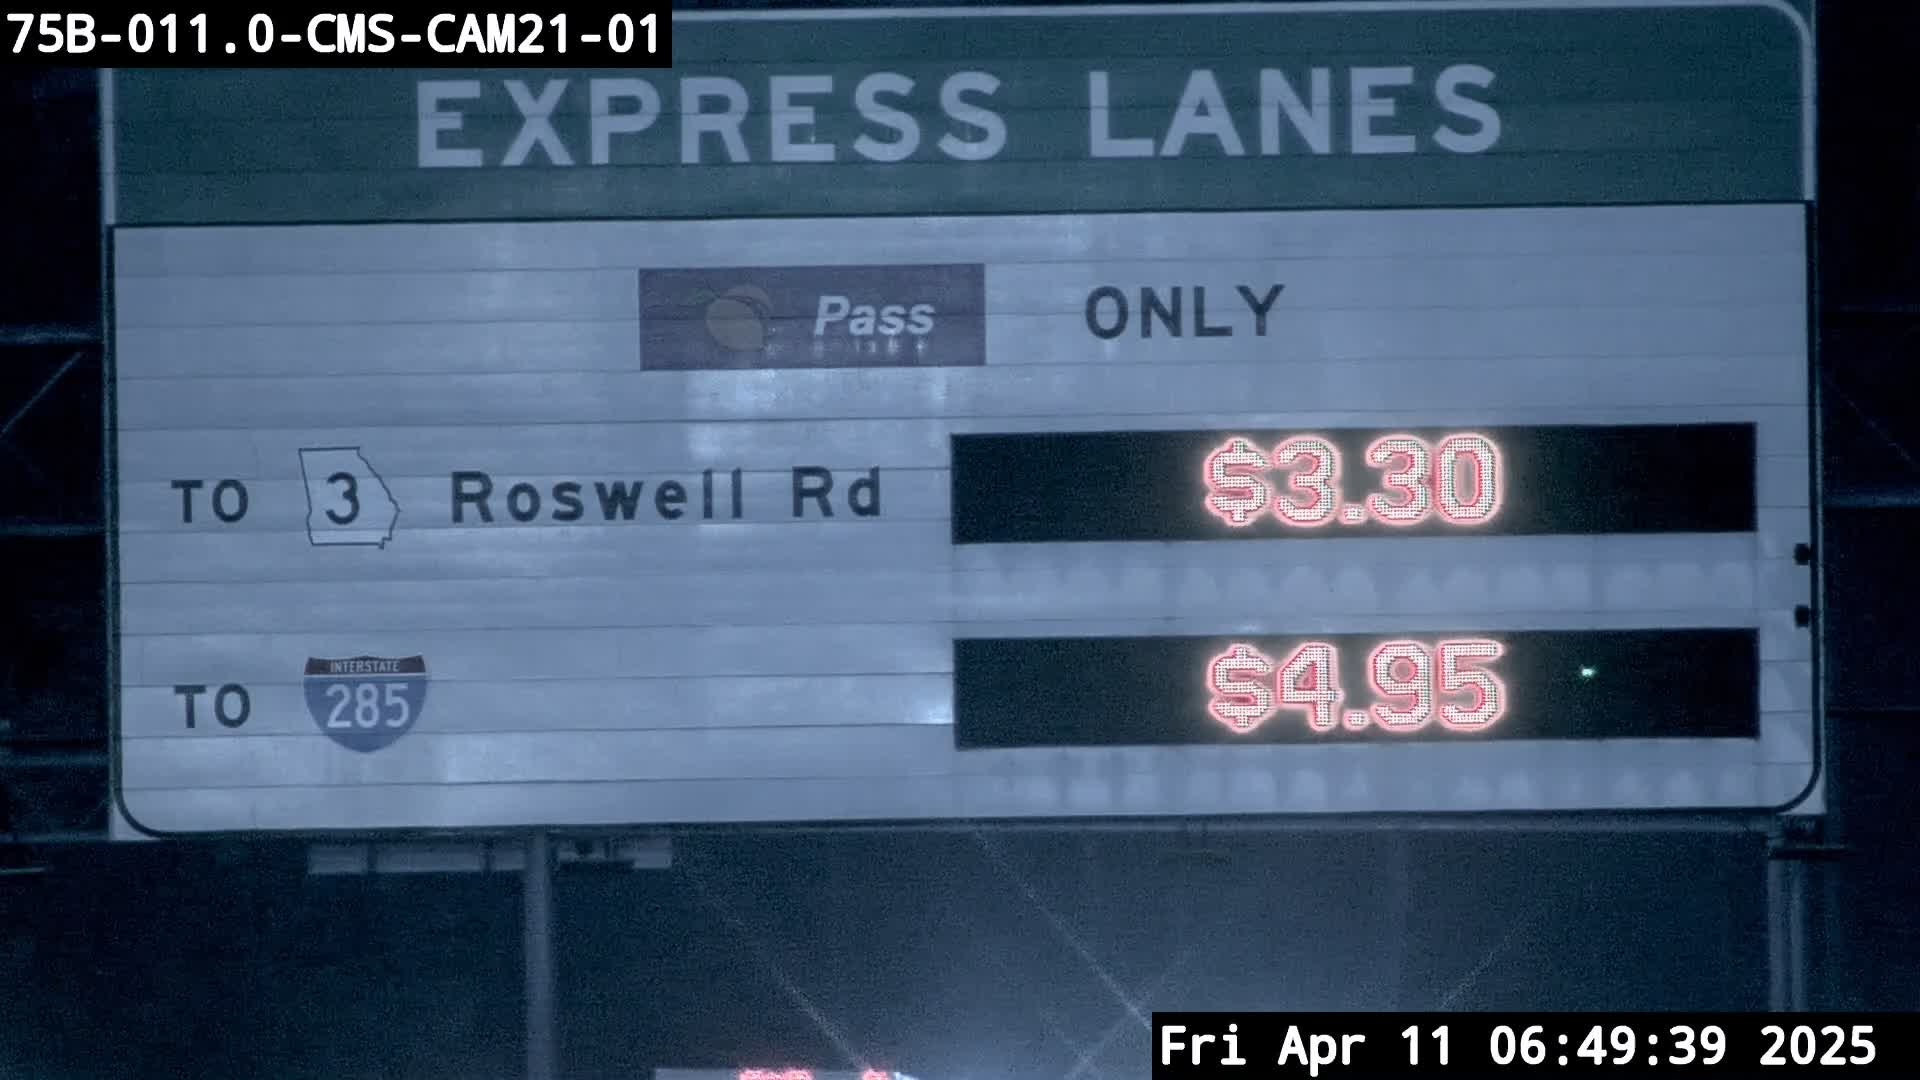 75B-011.0-CMS-CAM21-01
EXPRESS LANES
Pass ONLY
TO 3 Roswell Rd $3.30
INTERSTATE
TO 285 $4.95
Fri Apr 11 06:49:39 2025